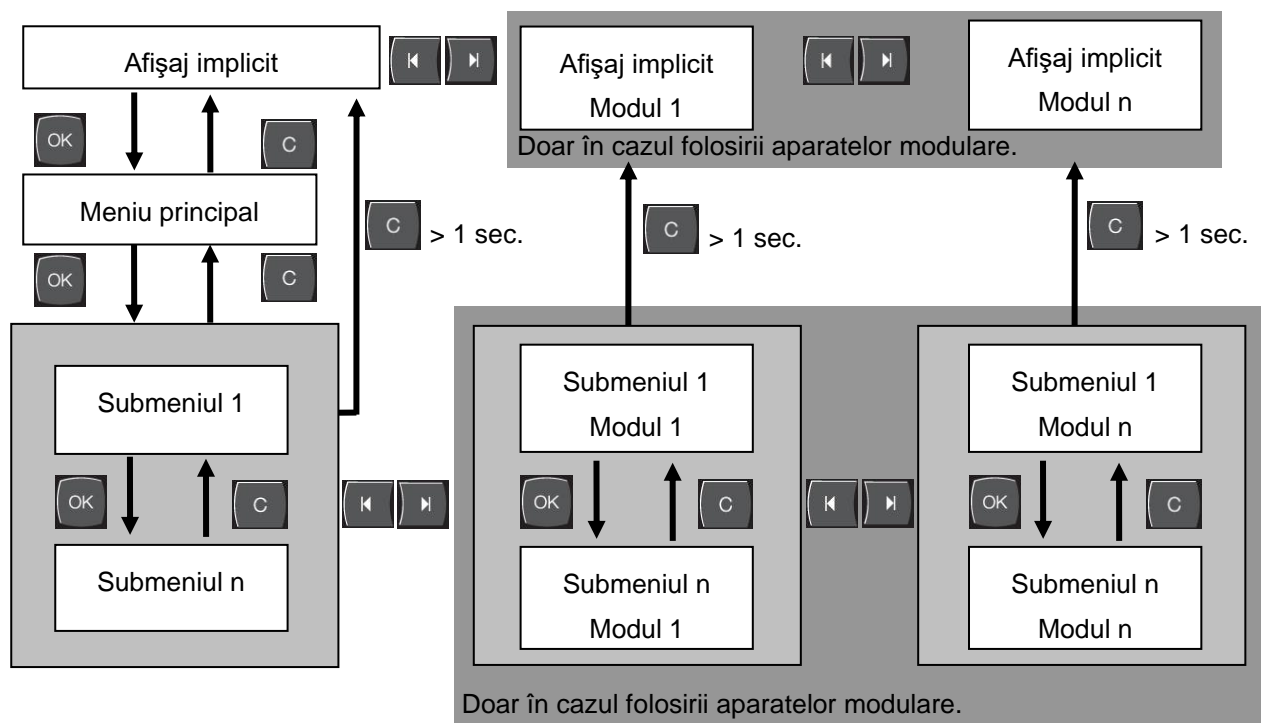 Afişaj implicit
Afişaj implicit
Modul 1
Afişaj implicit
Modul n
Doar în cazul folosirii aparatelor modulare.
OK
C
Meniu principal
C > 1 sec.
C > 1 sec.
C > 1 sec.
OK
C
Submeniul 1
Submeniul 1
Modul 1
Submeniul 1
Modul n
OK
C
OK
C
OK
C
Submeniul n
Submeniul n
Modul 1
Submeniul n
Modul n
Doar în cazul folosirii aparatelor modulare.